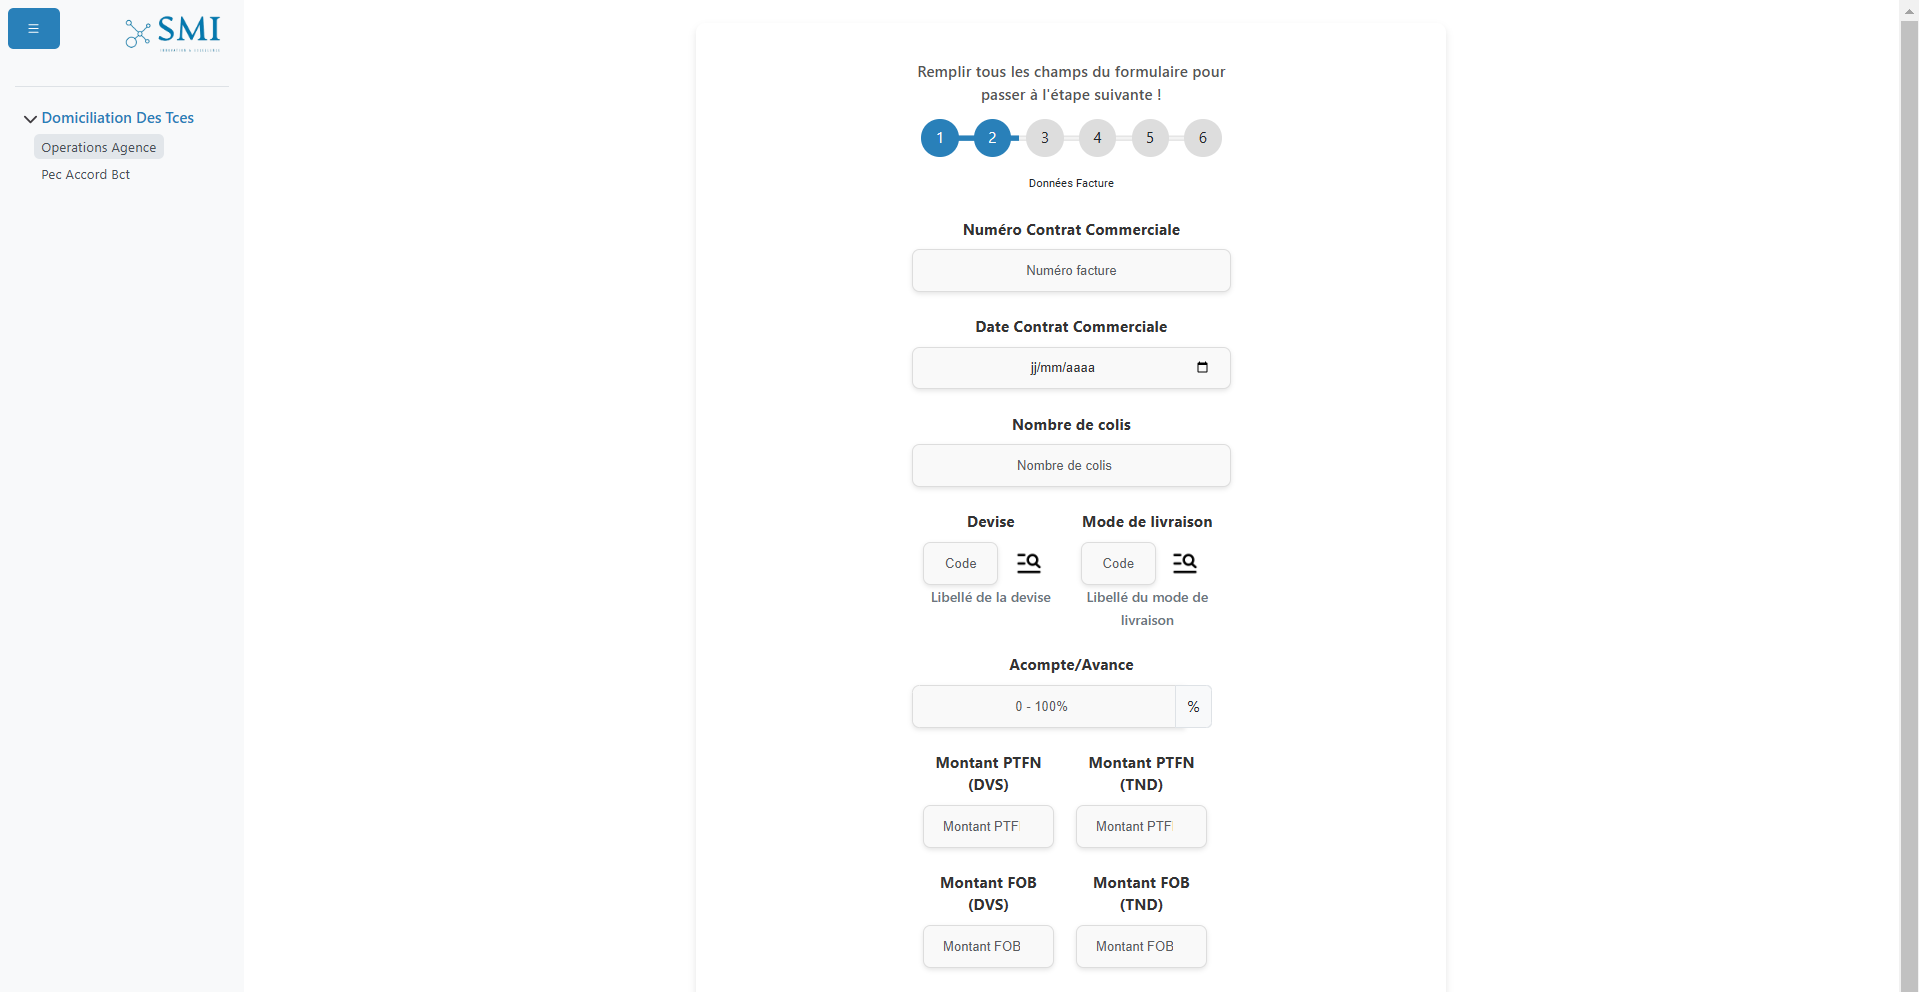 ☰
SMI
Domiciliation Des Tces
Operations Agence
Pec Accord Bct
Remplir tous les champs du formulaire pour
passer à l'étape suivante !
1 2 3 4 5 6
Données Facture
Numéro Contrat Commerciale
Numéro facture
Date Contrat Commerciale
jj/mm/aaaa
Nombre de colis
Nombre de colis
Devise Mode de livraison
Code Code
Libellé de la devise Libellé du mode de
livraison
Acompte/Avance
0 - 100% %
Montant PTFN Montant PTFN
(DVS) (TND)
Montant PTF Montant PTF
Montant FOB Montant FOB
(DVS) (TND)
Montant FOB Montant FOB